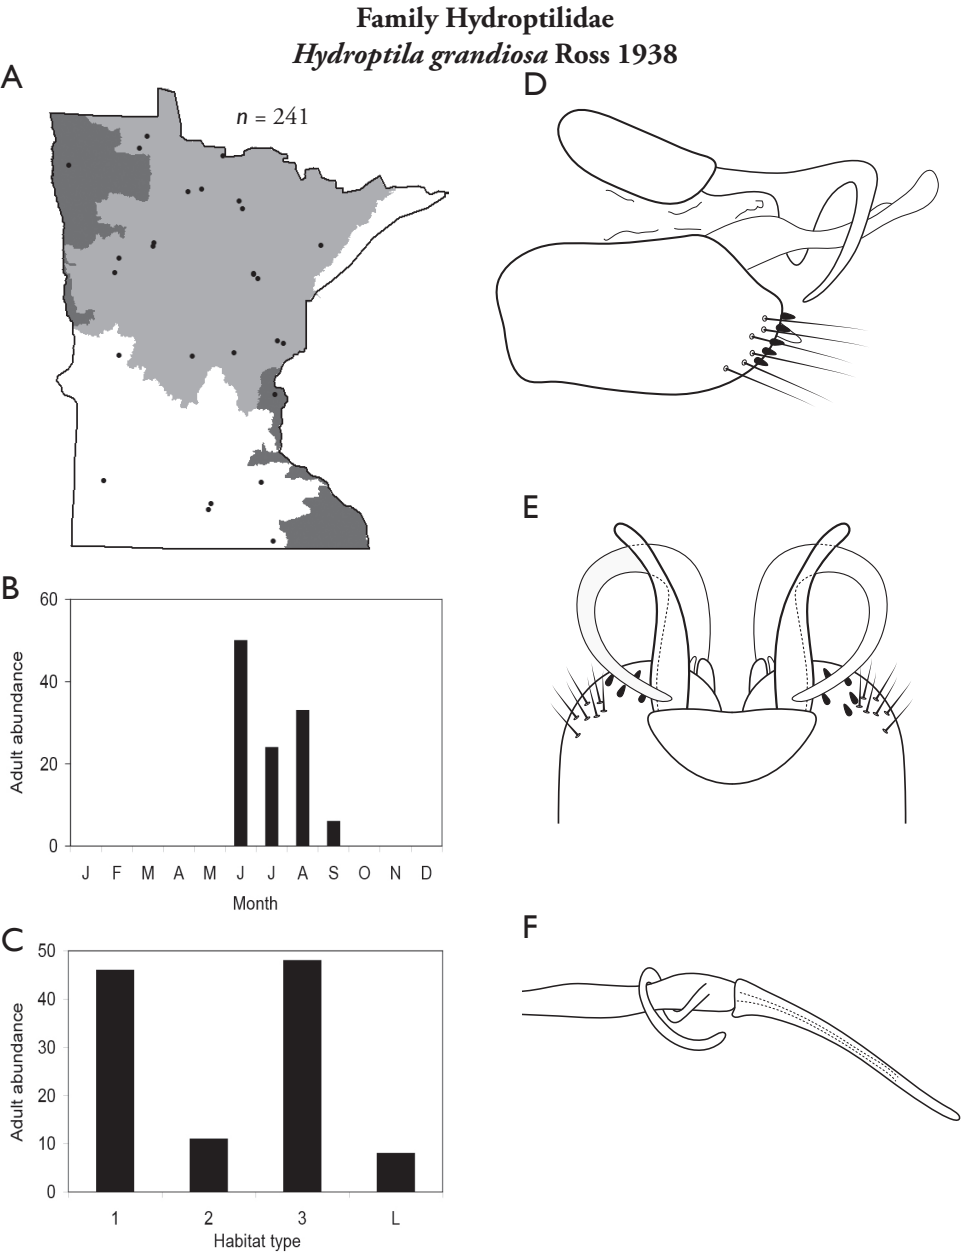 Family Hydroptilidae
Hydroptila grandiosa Ross 1938
A
n = 241
D
E
B
60
40
20
0
Adult abundance
J F M A M J J A S O N D
Month
F
C
50
40
30
20
10
0
Adult abundance
1 2 3 L
Habitat type